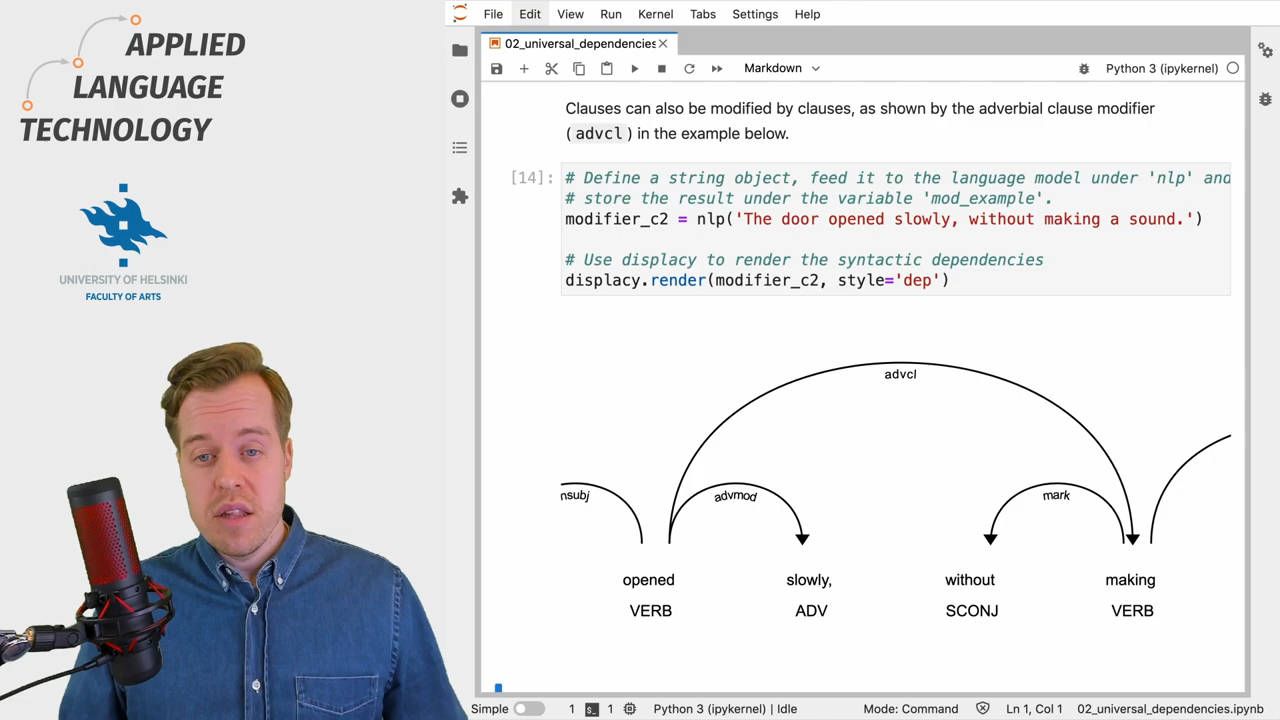 APPLIED
LANGUAGE
TECHNOLOGY
UNIVERSITY OF HELSINKI
FACULTY OF ARTS
File Edit View Run Kernel Tabs Settings Help
02_universal_dependencies
Markdown
Python 3 (ipykernel)
Clauses can also be modified by clauses, as shown by the adverbial clause modifier
(advcl) in the example below.
[14]:
# Define a string object, feed it to the language model under 'nlp' and
# store the result under the variable 'mod_example'.
modifier_c2 = nlp('The door opened slowly, without making a sound.')
# Use displacy to render the syntactic dependencies
displacy.render(modifier_c2, style='dep')
advcl
nsubj advmod mark
opened slowly, without making
VERB ADV SCONJ VERB
Simple 1 1 Python 3 (ipykernel) | Idle Mode: Command Ln 1, Col 1 02_universal_dependencies.ipynb